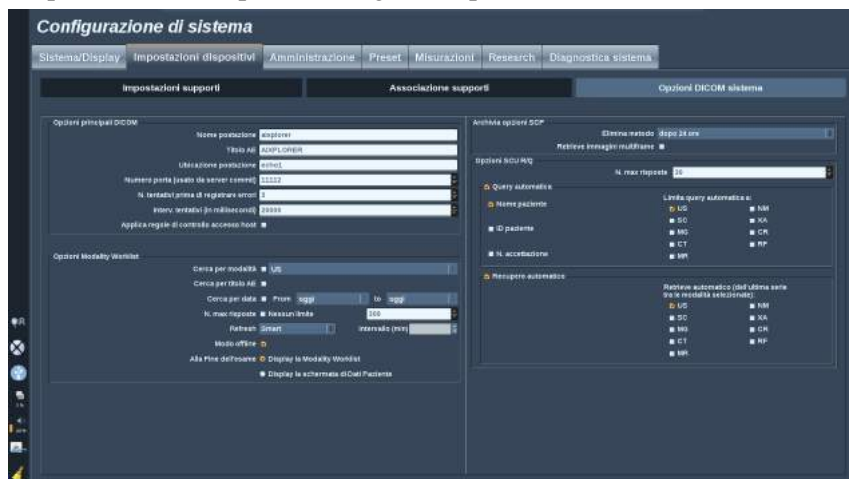 Configurazione di sistema
Sistema/Display Impostazioni dispositivi Amministrazione Preset Misurazioni Research Diagnostica sistema
Impostazioni supporti Associazione supporti Opzioni DICOM sistema
Opzioni principali DICOM
Nome postazione aixplorer
Titolo AE AIXPLORER
Ubicazione postazione echo1
Numero porta (usato da server commit) 11112
N. tentativi prima di registrare errori 3
Interv. tentativi (in millisecondi)
Applica regole di controllo accesso host
Opzioni Modality Worklist
Cerca per modalità US
Cerca per titolo AE
Cerca per data From oggi to oggi
N. max risposte Nessun limite 300
Refresh Smart Intervallo (min)
Modo offline
Alla Fine dell'esame Display la Modality Worklist
Display la schermata di Dati Paziente
Archivia opzioni SCP
Elimina metodo dopo 24 ore
Retrieve immagini multiframe
Opzioni SCU R/Q
N. max risposte
Query automatica
Limita query automatica a:
Nome paziente US NM
SC XA
ID paziente MG CR
CT RF
N. accettazione MR
Recupero automatico
Retrieve automatico (dell'ultima serie
tra le modalità selezionate):
US NM
SC XA
MG CR
CT RF
MR